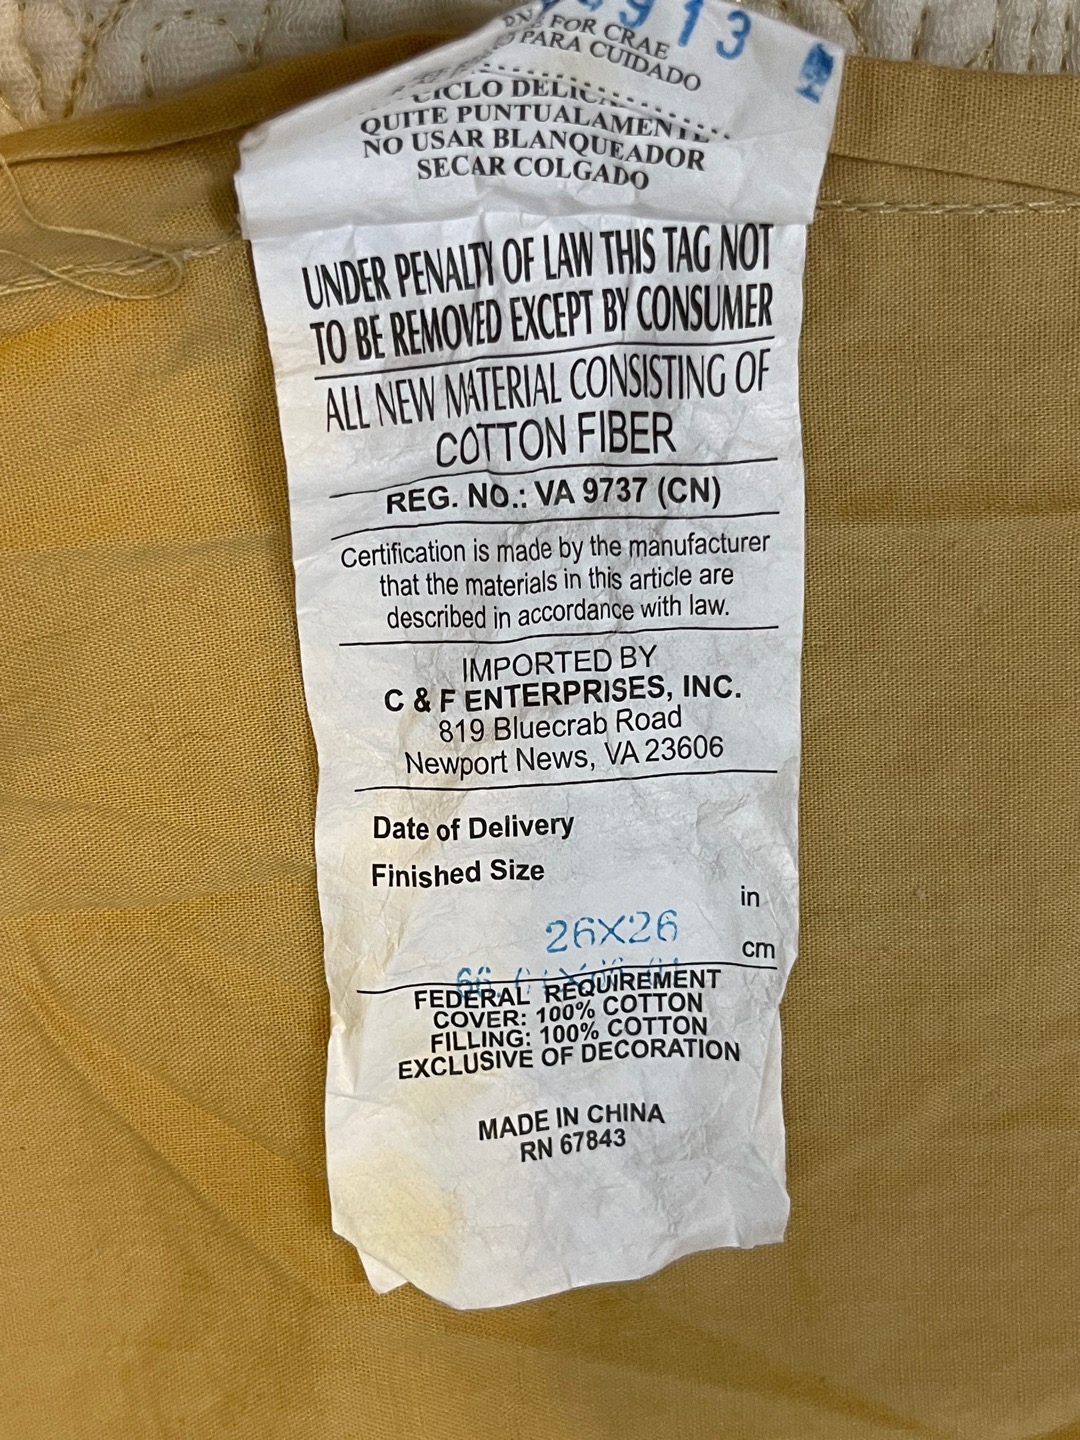 913
FOR CRAE
PARA CUIDADO
CICLO
QUITE PUNTUALAMENTE
NO USAR BLANQUEADOR
SECAR COLGADO
UNDER PENALTY OF LAW THIS TAG NOT
TO BE REMOVED EXCEPT BY CONSUMER
ALL NEW MATERIAL CONSISTING OF
COTTON FIBER
REG. NO.: VA 9737 (CN)
Certification is made by the manufacturer
that the materials in this article are
described in accordance with law.
IMPORTED BY
C & F ENTERPRISES, INC.
819 Bluecrab Road
Newport News, VA 23606
Date of Delivery
Finished Size
in
26X26
cm
FEDERAL REQUIREMENT
COVER: 100% COTTON
FILLING: 100% COTTON
EXCLUSIVE OF DECORATION
MADE IN CHINA
RN 67843